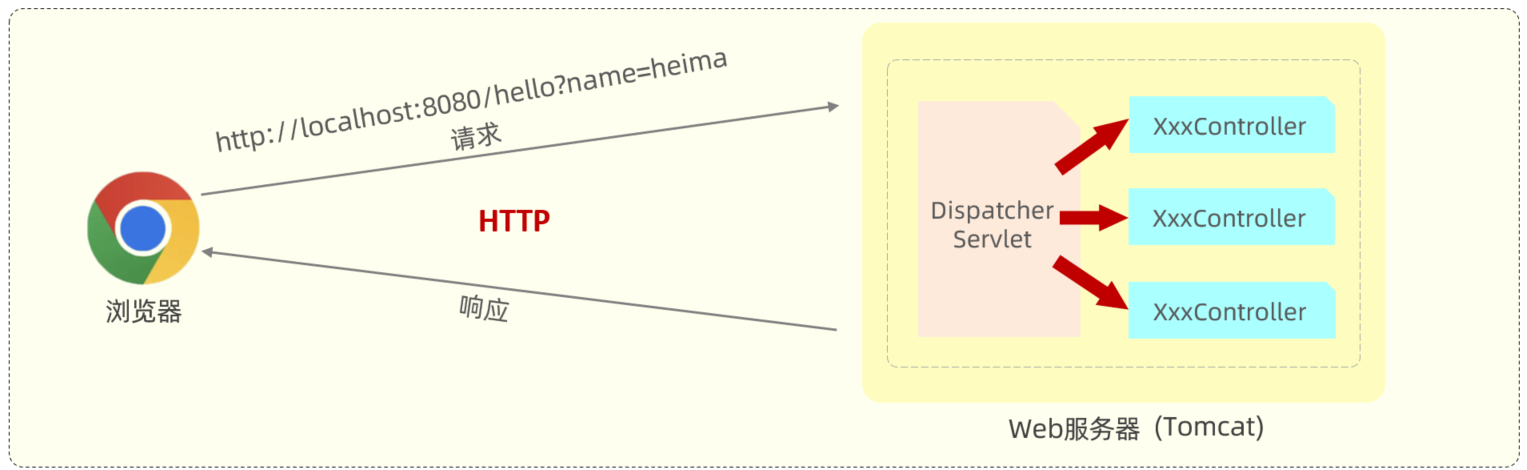 http://localhost:8080/hello?name=heima
请求
HTTP
浏览器
响应
Dispatcher
Servlet
XxxController
XxxController
XxxController
Web服务器 (Tomcat)